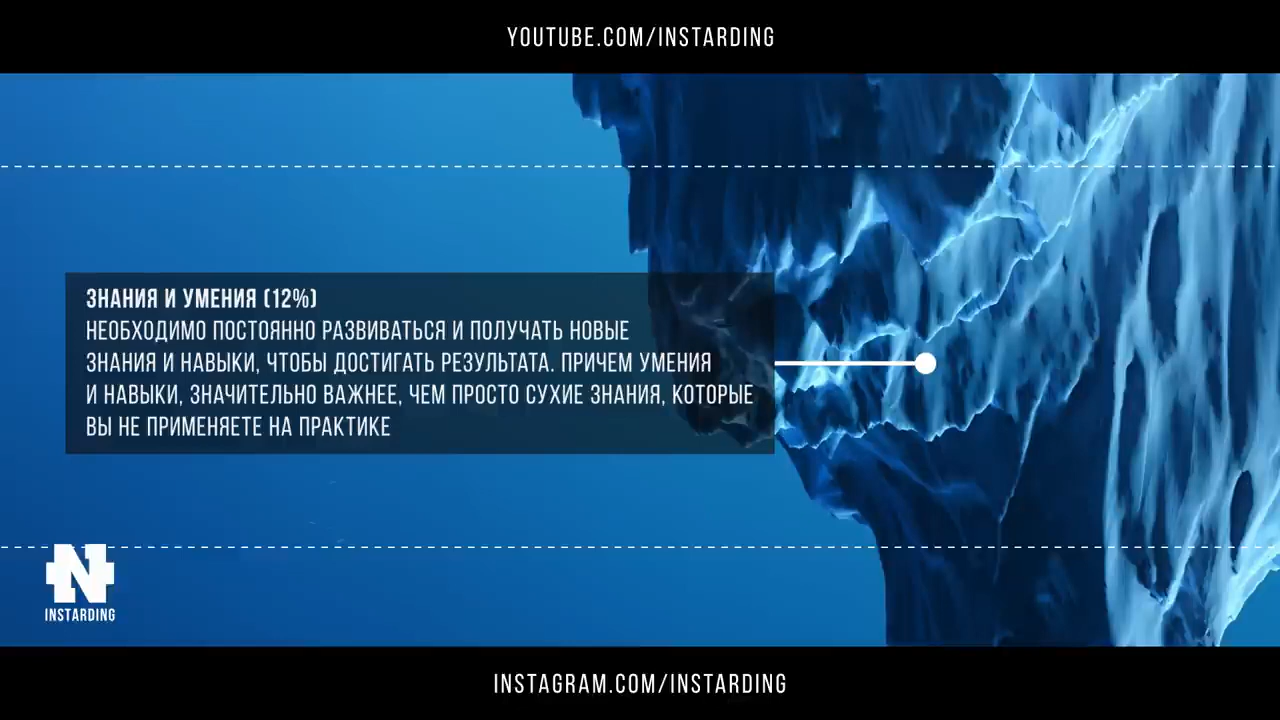 YOUTUBE.COM/INSTARDING
ЗНАНИЯ И УМЕНИЯ (12%)
НЕОБХОДИМО ПОСТОЯННО РАЗВИВАТЬСЯ И ПОЛУЧАТЬ НОВЫЕ
ЗНАНИЯ И НАВЫКИ, ЧТОБЫ ДОСТИГАТЬ РЕЗУЛЬТАТА. ПРИЧЕМ УМЕНИЯ
И НАВЫКИ, ЗНАЧИТЕЛЬНО ВАЖНЕЕ, ЧЕМ ПРОСТО СУХИЕ ЗНАНИЯ, КОТОРЫЕ
ВЫ НЕ ПРИМЕНЯЕТЕ НА ПРАКТИКЕ
N
INSTARDING
INSTAGRAM.COM/INSTARDING